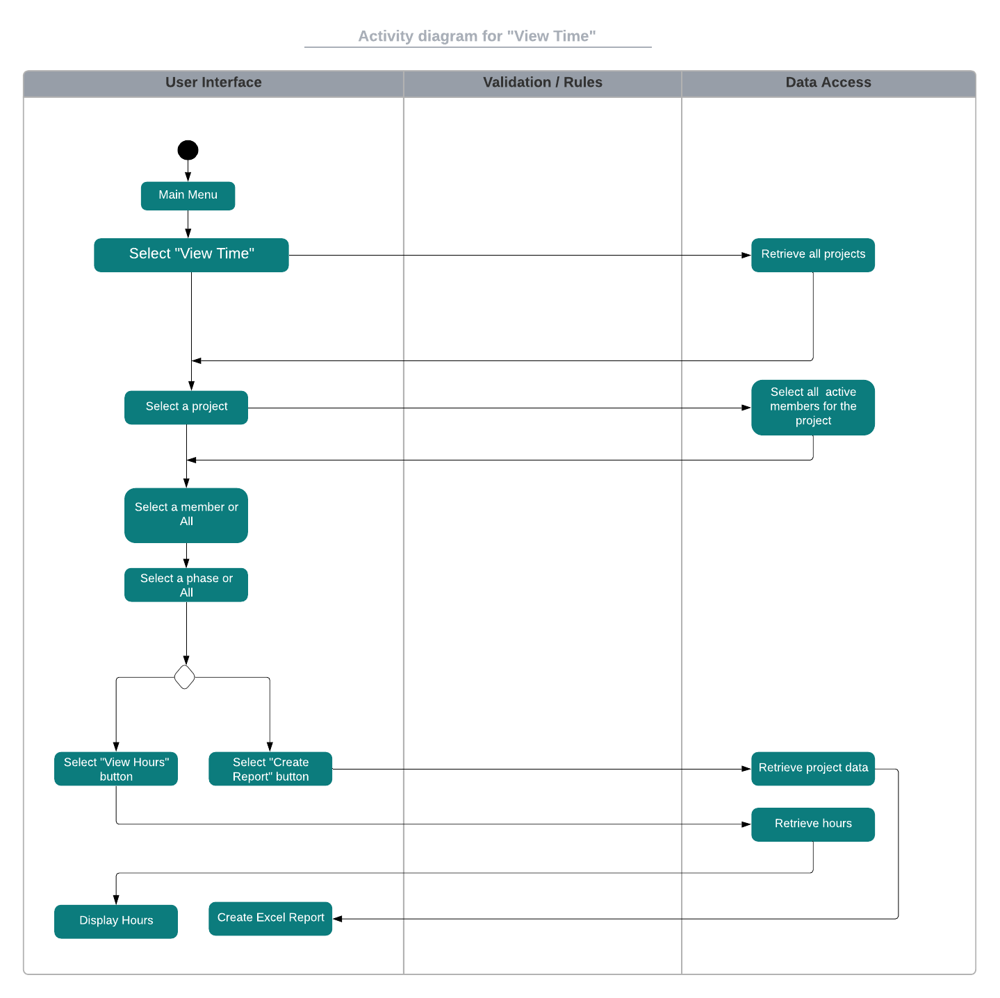 Activity diagram for "View Time"
User Interface
Validation / Rules
Data Access
Main Menu
Select "View Time"
Retrieve all projects
Select a project
Select all  active
members for the
project
Select a member or
All
Select a phase or
All
Select "View Hours"
button
Select "Create
Report" button
Retrieve project data
Retrieve hours
Display Hours
Create Excel Report